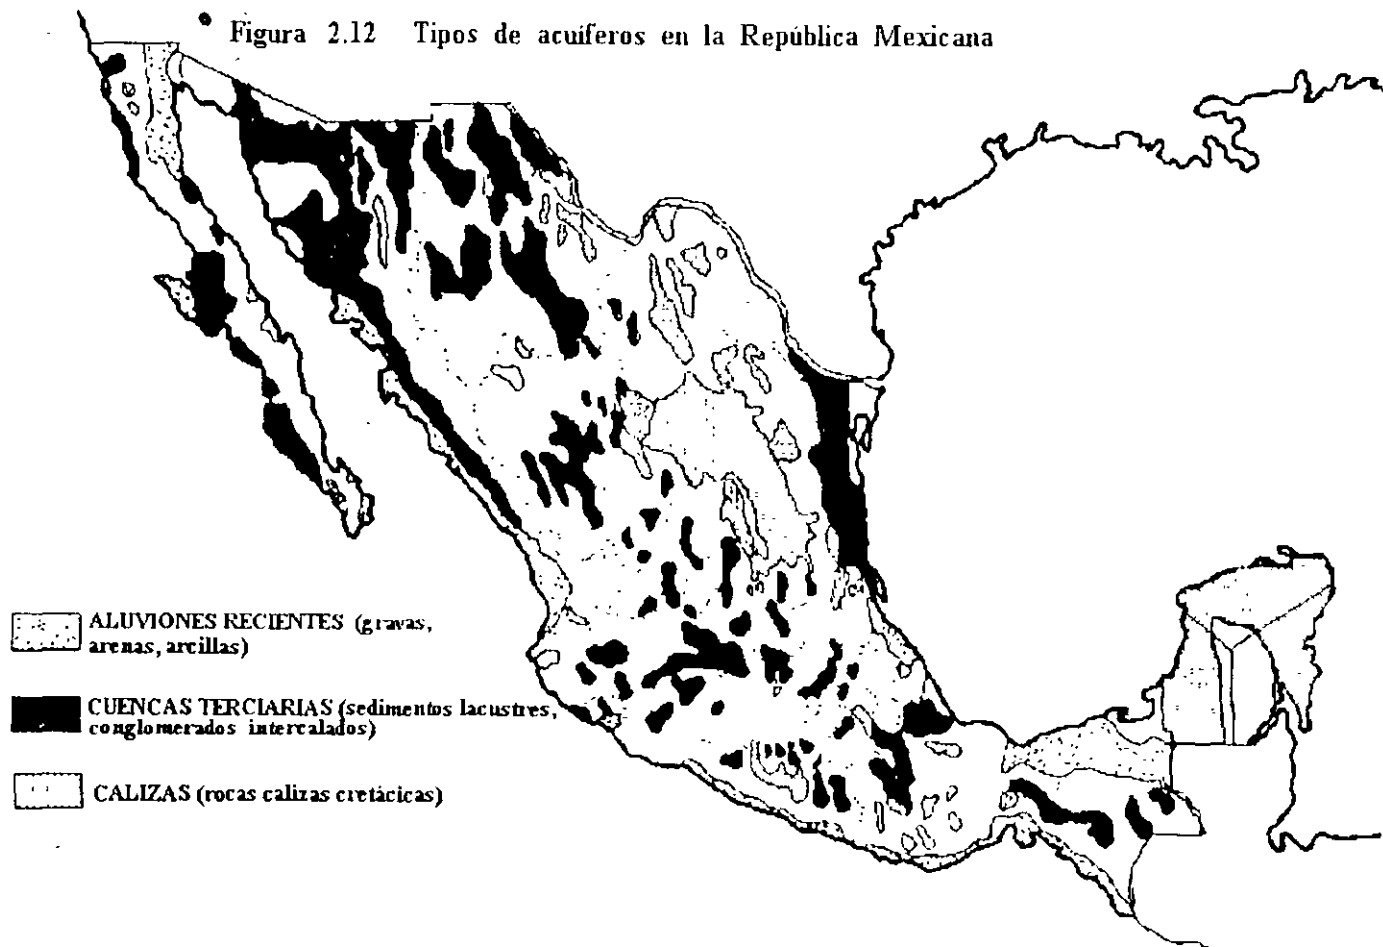 Figura 2.12 Tipos de acuíferos en la República Mexicana
ALUVIONES RECIENTES (gravas,
arenas, arcillas)
CUENCAS TERCIARIAS (sedimentos lacustres,
conglomerados intercalados)
CALIZAS (rocas calizas cretácicas)